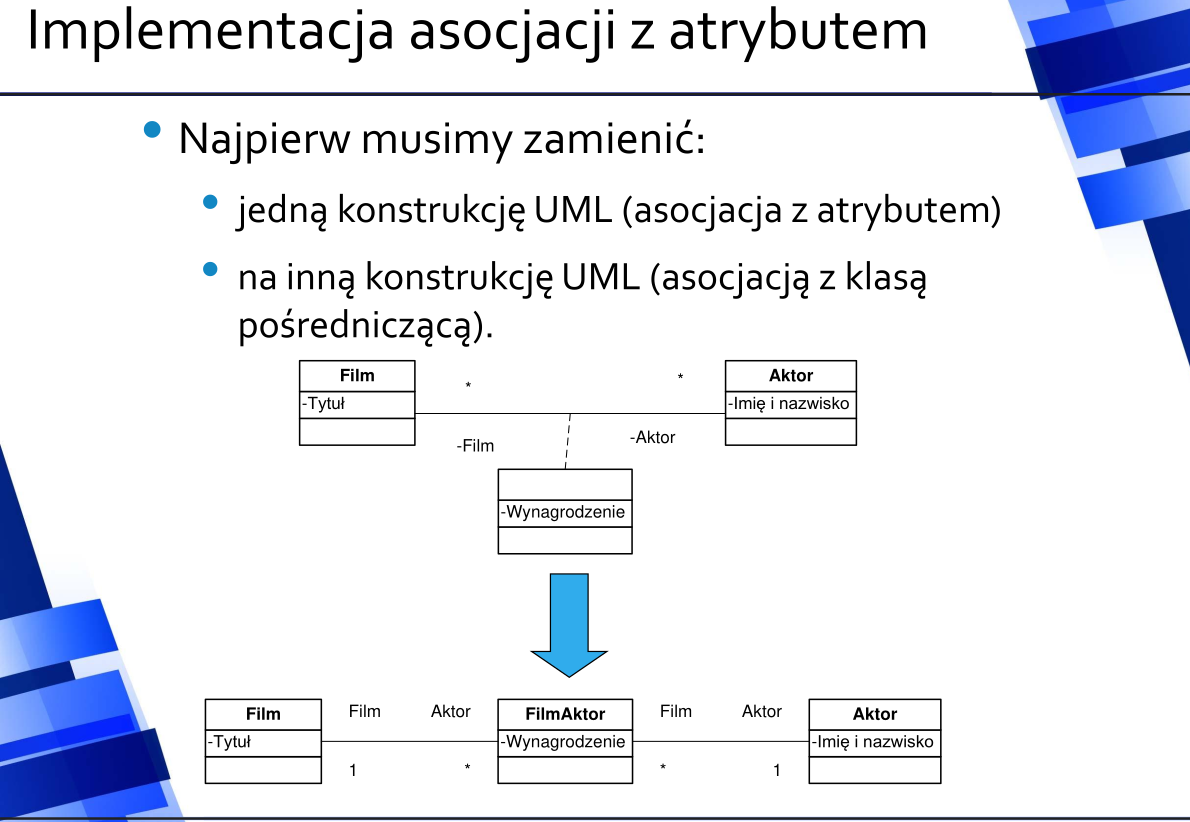 Implementacja asocjacji z atrybutem
Najpierw musimy zamienić:
jedną konstrukcję UML (asocjacja z atrybutem)
na inną konstrukcję UML (asocjacją z klasą
pośredniczącą).
Film * * Aktor
-Tytuł -Imię i nazwisko
-Film -Aktor
-Wynagrodzenie
Film Film Aktor FilmAktor Film Aktor Aktor
-Tytuł -Wynagrodzenie -Imię i nazwisko
1 * * 1